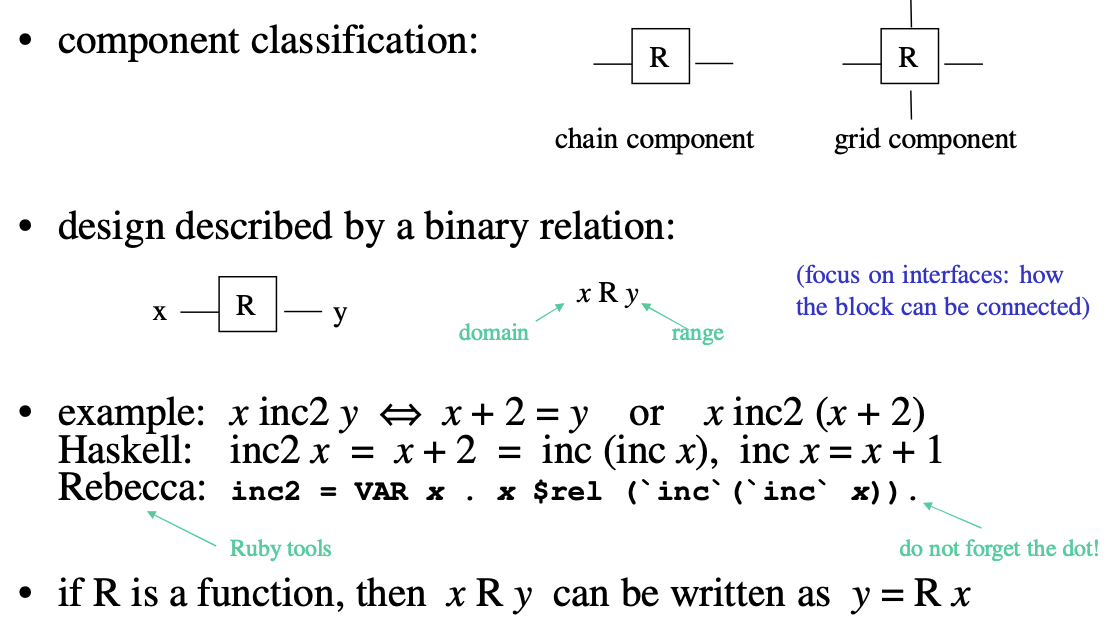 • component classification:
R
R
chain component
grid component
• design described by a binary relation:
x R y
x R y
domain
range
(focus on interfaces: how
the block can be connected)
• example: x inc2 y ⇔ x + 2 = y or x inc2 (x + 2)
Haskell: inc2 x = x + 2 = inc (inc x), inc x = x + 1
Rebecca: inc2 = VAR x . x $rel (`inc`(`inc` x)).
Ruby tools
do not forget the dot!
• if R is a function, then x R y can be written as y = R x